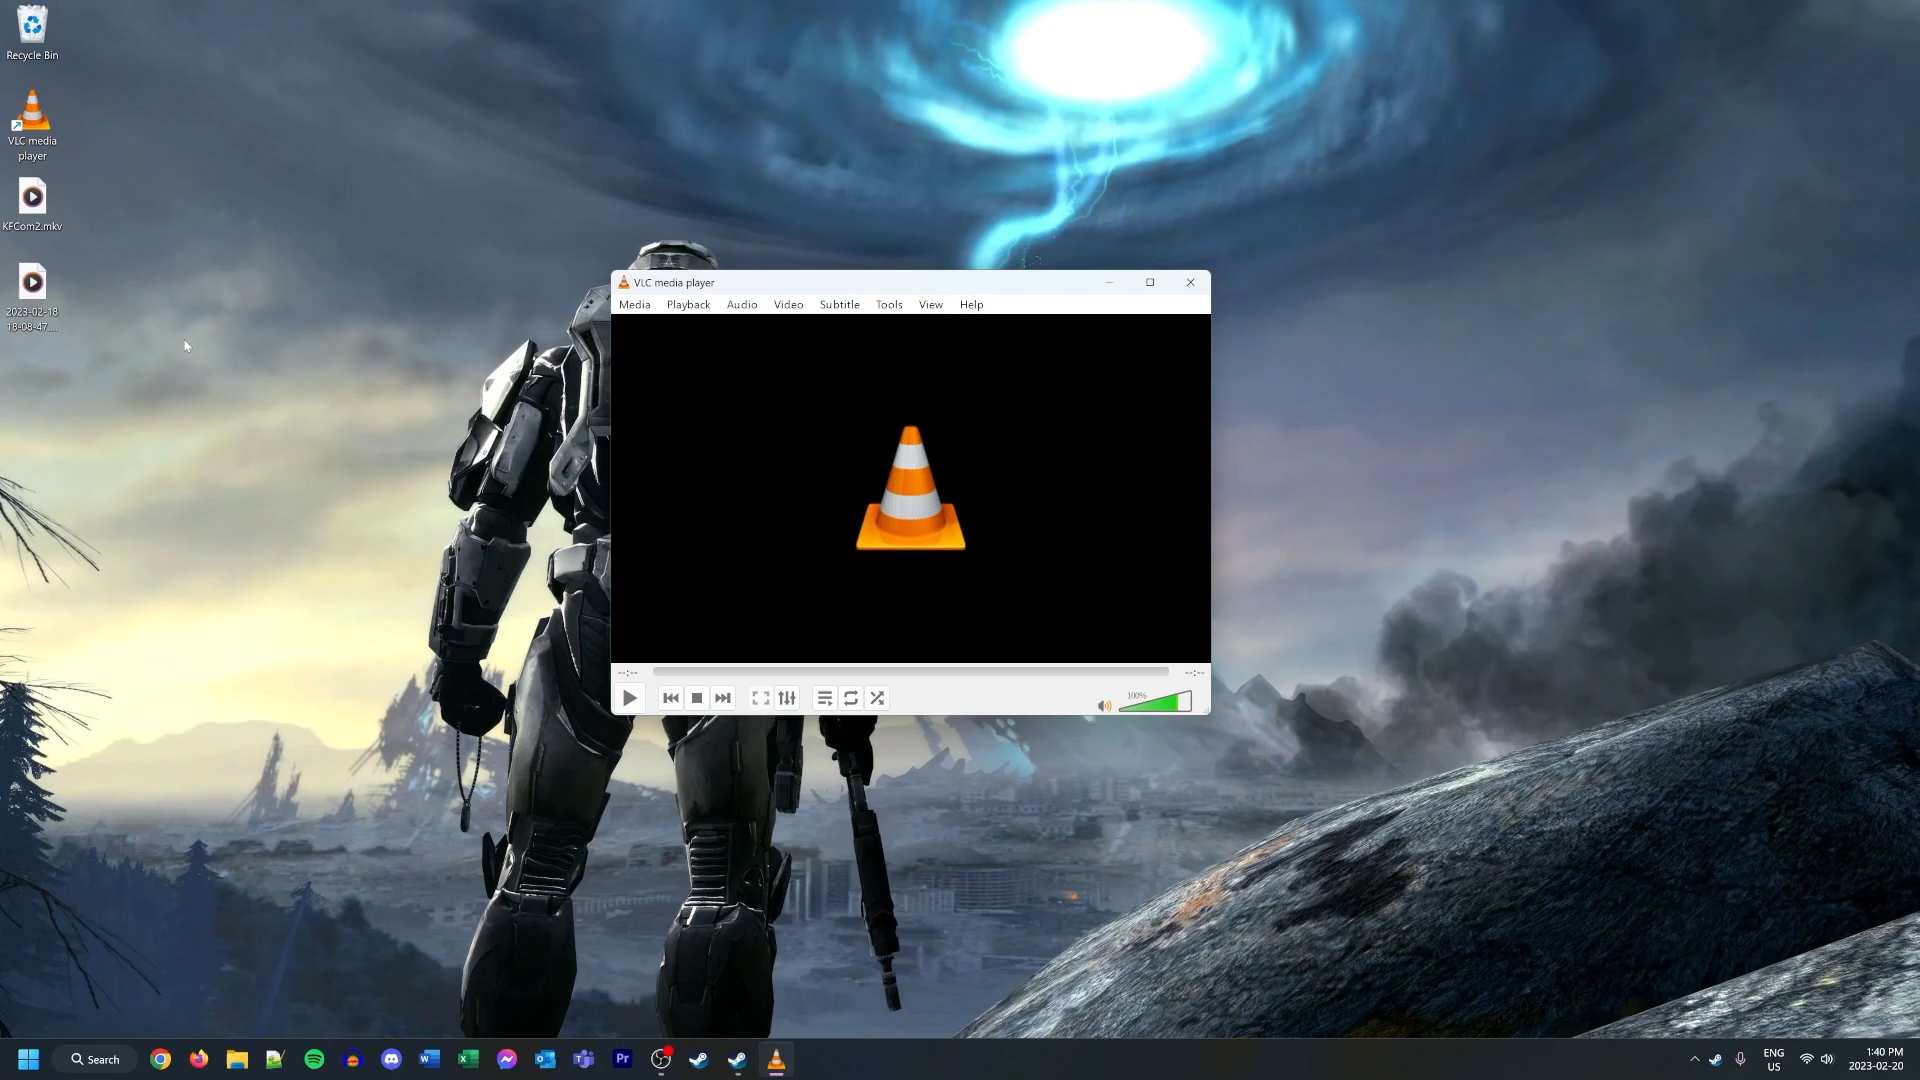 Recycle Bin
VLC media
player
KFCom2.mkv
2023-02-18
18-08-47....
VLC media player
Media Playback Audio Video Subtitle Tools View Help
--:-- --:--
100%
Search
ENG
US
1:40 PM
2023-02-20